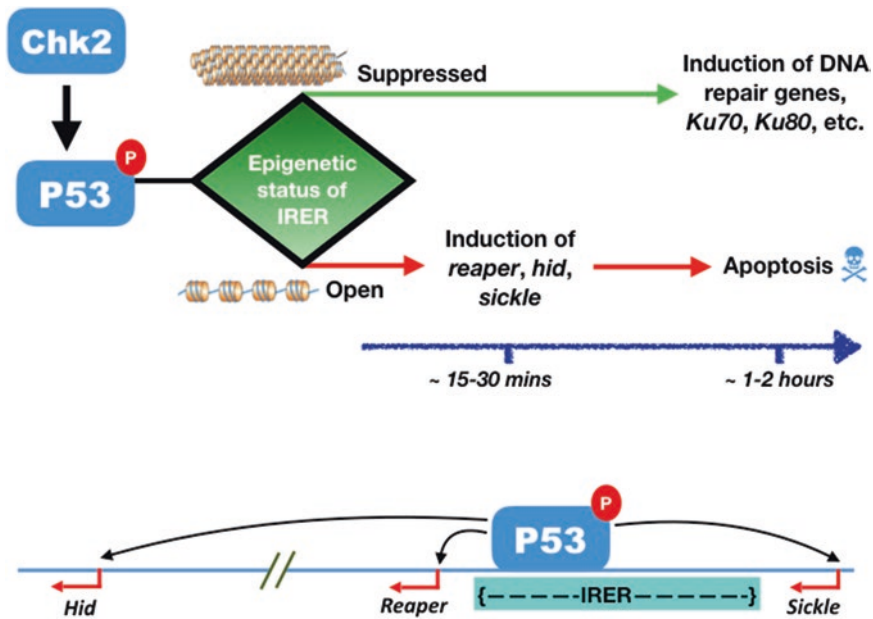 Chk2
P
P53
Suppressed
Epigenetic
status of
IRER
Open
Induction of DNA
repair genes,
Ku70, Ku80, etc.
Induction of
reaper, hid,
sickle
Apoptosis
~ 15-30 mins
~ 1-2 hours
P
P53
Hid
Reaper
{— — — — -IRER— — — — -}
Sickle